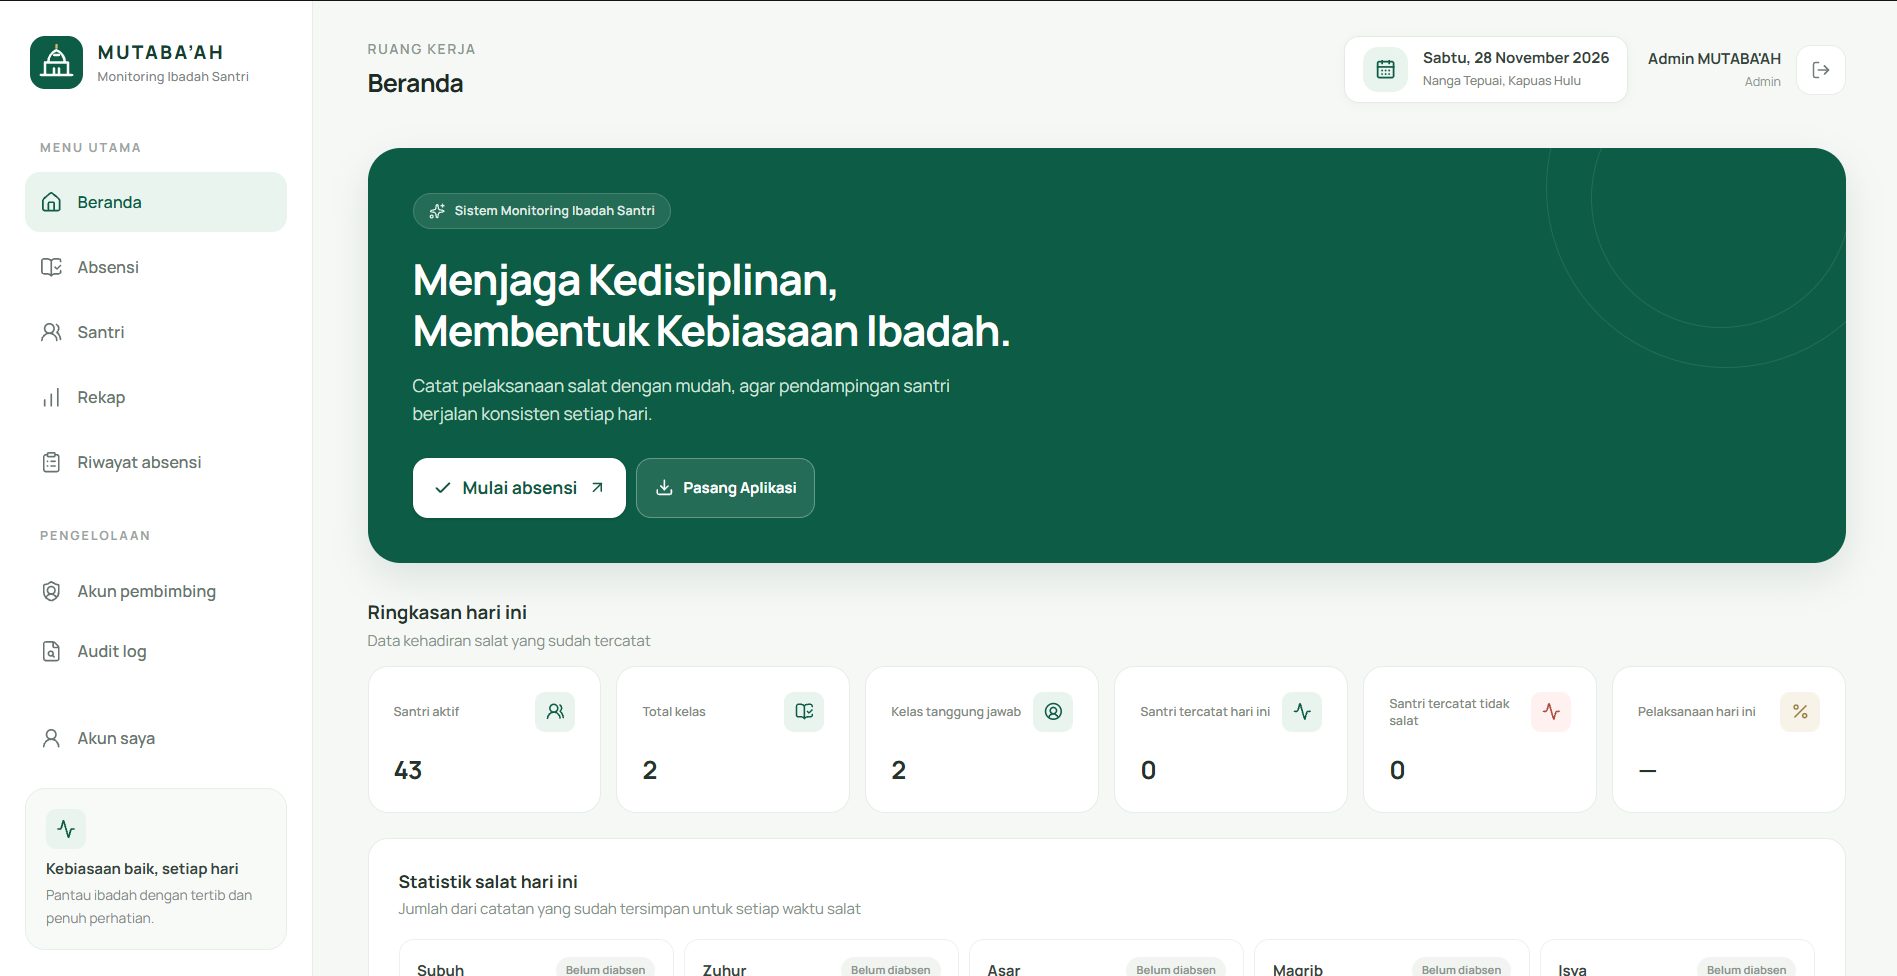 MUTABA'AH
Monitoring Ibadah Santri
MENU UTAMA
Beranda
Absensi
Santri
Rekap
Riwayat absensi
PENGELOLAAN
Akun pembimbing
Audit log
Akun saya
Kebiasaan baik, setiap hari
Pantau ibadah dengan tertib dan
penuh perhatian.
RUANG KERJA
Beranda
Sabtu, 28 November 2026
Nanga Tepuai, Kapuas Hulu
Admin MUTABA'AH
Admin
Sistem Monitoring Ibadah Santri
Menjaga Kedisiplinan,
Membentuk Kebiasaan Ibadah.
Catat pelaksanaan salat dengan mudah, agar pendampingan santri
berjalan konsisten setiap hari.
Mulai absensi
Pasang Aplikasi
Ringkasan hari ini
Data kehadiran salat yang sudah tercatat
Santri aktif
43
Total kelas
2
Kelas tanggung jawab
2
Santri tercatat hari ini
0
Santri tercatat tidak
salat
0
Pelaksanaan hari ini
—
Statistik salat hari ini
Jumlah dari catatan yang sudah tersimpan untuk setiap waktu salat
Subuh
Belum diabsen
Zuhur
Belum diabsen
Asar
Belum diabsen
Magrib
Belum diabsen
Isya
Belum diabsen